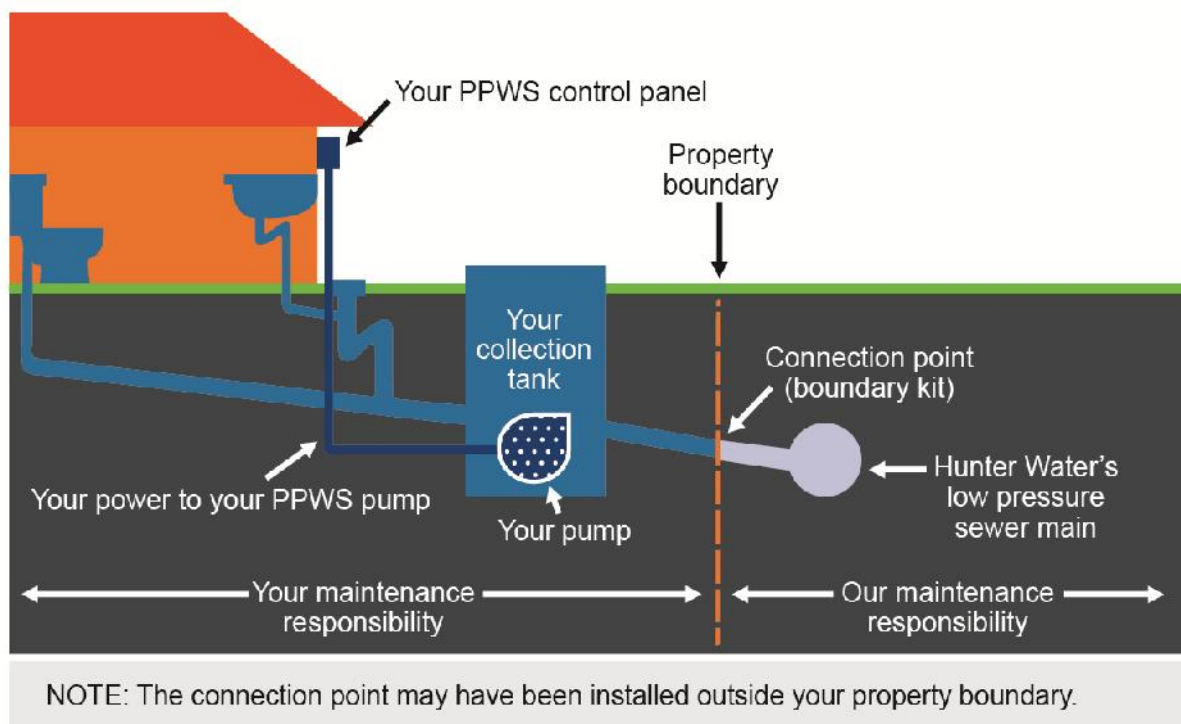 Your PPWS control panel
Property
boundary
Your
collection
tank
Connection point
(boundary kit)
Hunter Water's
low pressure
sewer main
Your power to your PPWS pump
Your pump
Your maintenance
responsibility
Our maintenance
responsibility
NOTE: The connection point may have been installed outside your property boundary.